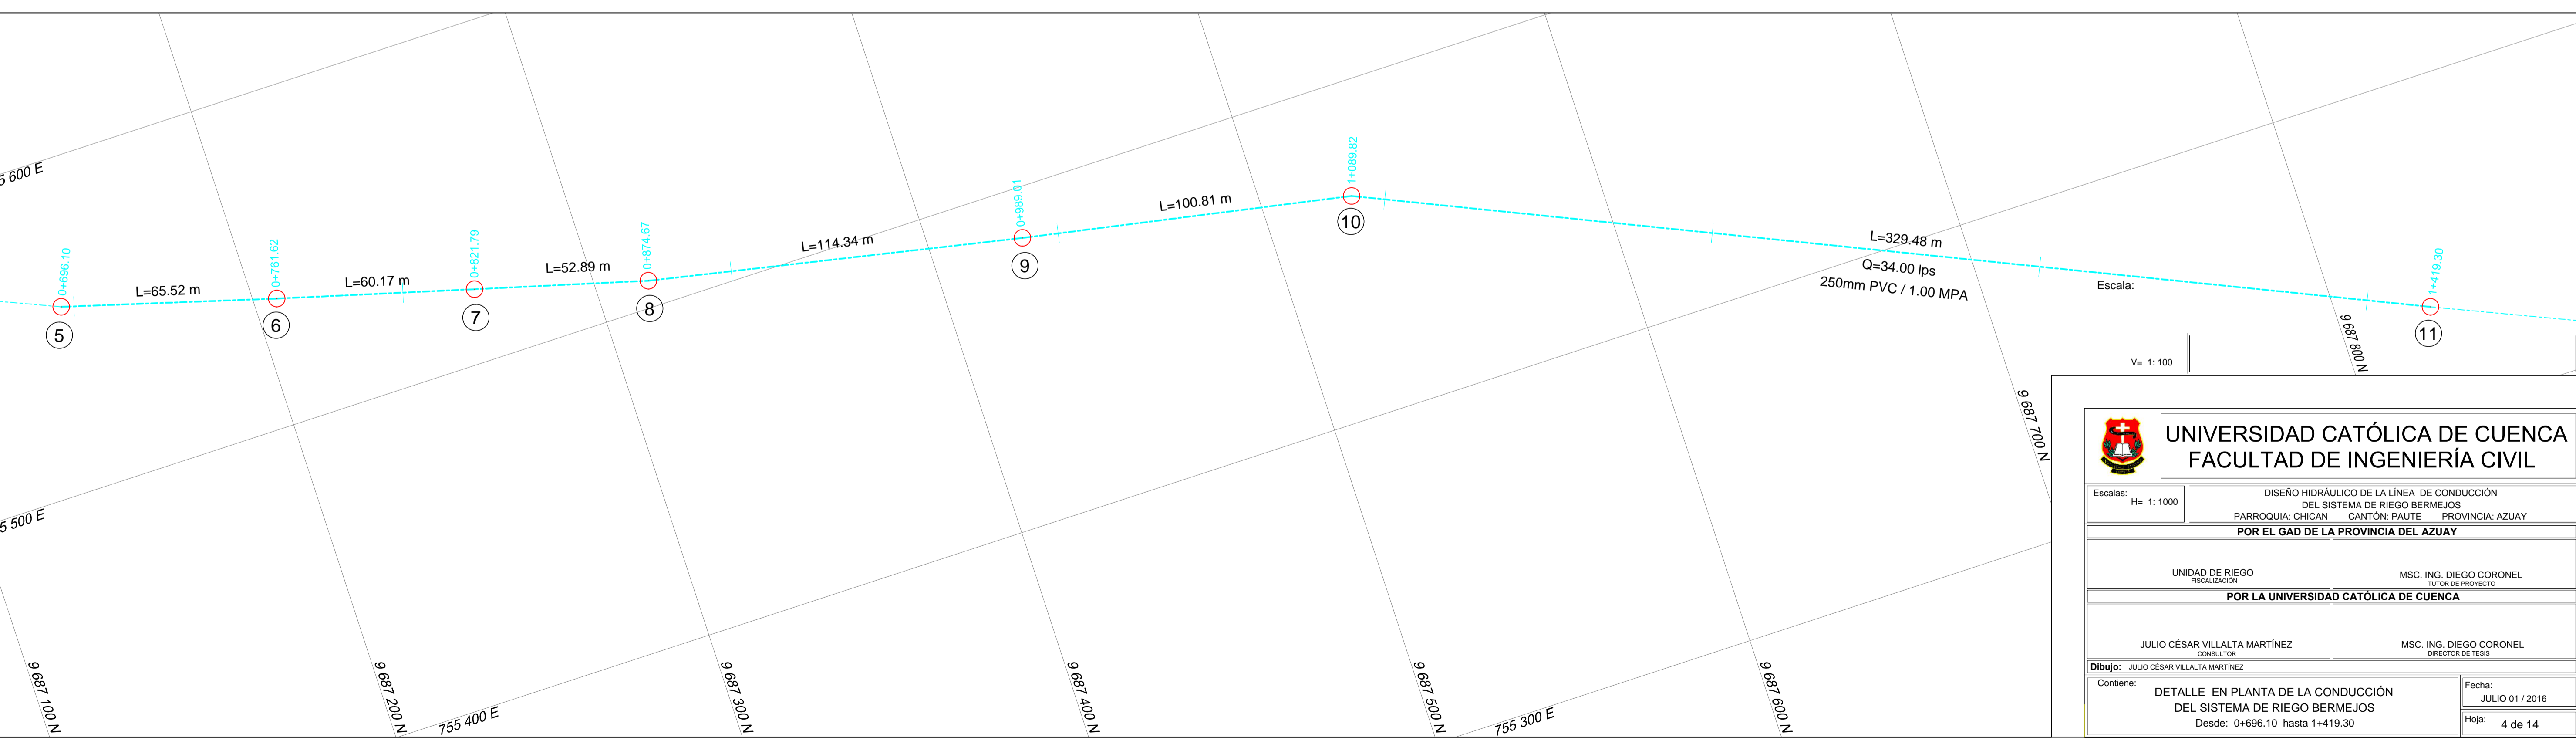 5 600 E
0+696.10
5
L=65.52 m
0+761.62
6
L=60.17 m
0+821.79
7
L=52.89 m
0+874.67
8
L=114.34 m
0+989.01
9
L=100.81 m
1+089.82
10
L=329.48 m
Q=34.00 lps
250mm PVC / 1.00 MPA
1+419.30
11
Escala:
V= 1: 100
5 500 E
755 400 E
755 300 E
9 687 100 N
9 687 200 N
9 687 300 N
9 687 400 N
9 687 500 N
9 687 600 N
9 687 700 N
9 687 800 N
UNIVERSIDAD CATÓLICA DE CUENCA
FACULTAD DE INGENIERÍA CIVIL
Escalas:
H= 1: 1000
DISEÑO HIDRÁULICO DE LA LÍNEA DE CONDUCCIÓN
DEL SISTEMA DE RIEGO BERMEJOS
PARROQUIA: CHICAN CANTÓN: PAUTE PROVINCIA: AZUAY
POR EL GAD DE LA PROVINCIA DEL AZUAY
UNIDAD DE RIEGO
FISCALIZACIÓN
MSC. ING. DIEGO CORONEL
TUTOR DE PROYECTO
POR LA UNIVERSIDAD CATÓLICA DE CUENCA
JULIO CÉSAR VILLALTA MARTÍNEZ
CONSULTOR
MSC. ING. DIEGO CORONEL
DIRECTOR DE TESIS
Dibujo: JULIO CÉSAR VILLALTA MARTÍNEZ
Contiene:
DETALLE EN PLANTA DE LA CONDUCCIÓN
DEL SISTEMA DE RIEGO BERMEJOS
Desde: 0+696.10 hasta 1+419.30
Fecha:
JULIO 01 / 2016
Hoja: 4 de 14